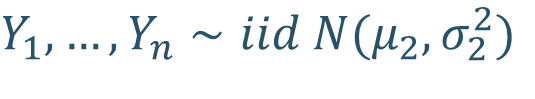 Y₁, …, Yₙ ~ iid N(μ₂, σ₂²)